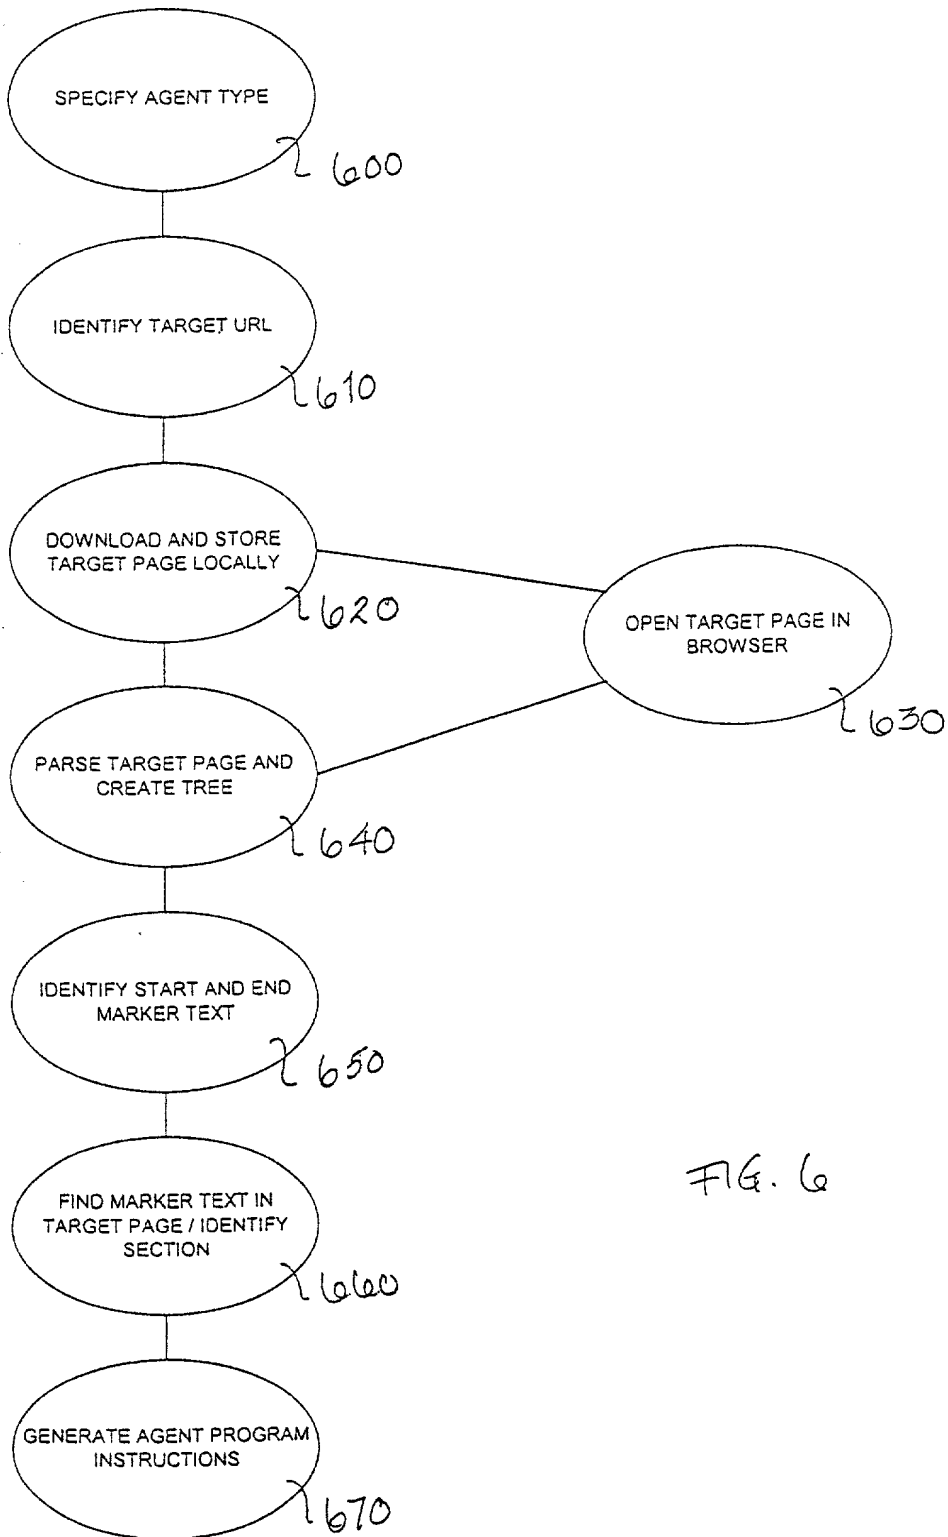 SPECIFY AGENT TYPE
600
IDENTIFY TARGET URL
610
DOWNLOAD AND STORE
TARGET PAGE LOCALLY
620
OPEN TARGET PAGE IN
BROWSER
630
PARSE TARGET PAGE AND
CREATE TREE
640
IDENTIFY START AND END
MARKER TEXT
650
FIND MARKER TEXT IN
TARGET PAGE / IDENTIFY
SECTION
660
FIG. 6
GENERATE AGENT PROGRAM
INSTRUCTIONS
670